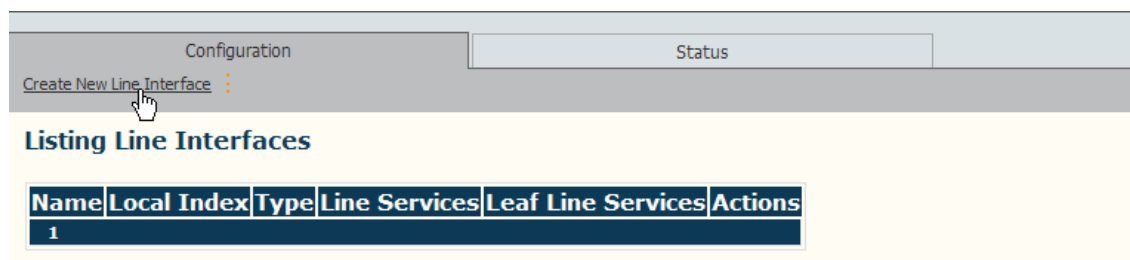 Configuration Status
Create New Line Interface
Listing Line Interfaces
Name Local Index Type Line Services Leaf Line Services Actions
1